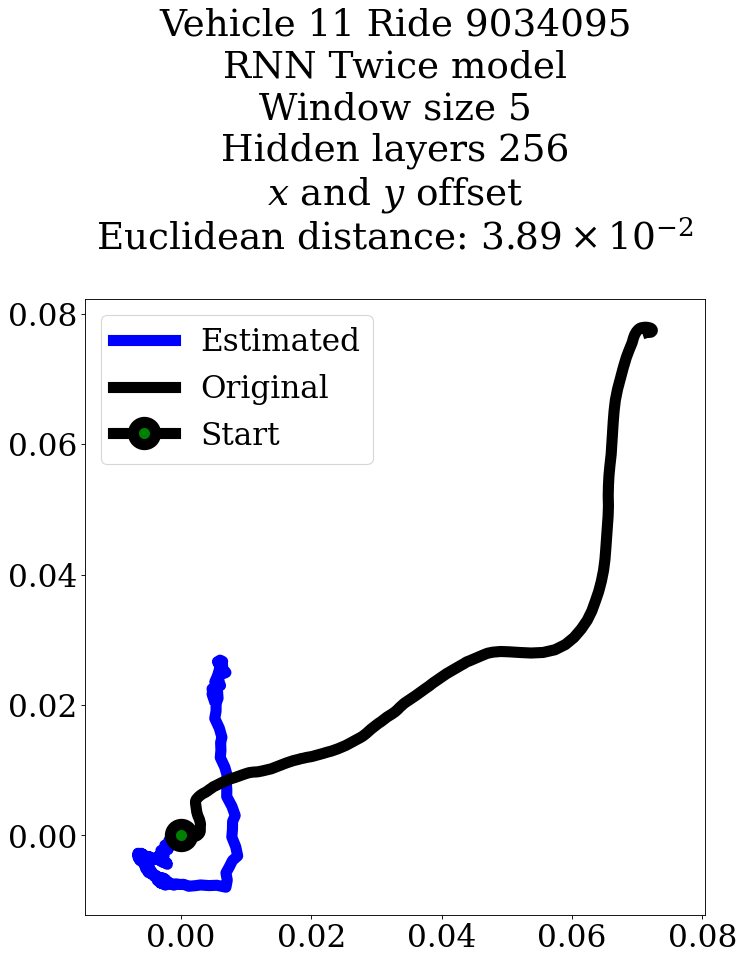 Vehicle 11 Ride 9034095
RNN Twice model
Window size 5
Hidden layers 256
x and y offset
Euclidean distance: 3.89 × 10⁻²
0.08
0.06
0.04
0.02
0.00
Estimated
Original
Start
0.00 0.02 0.04 0.06 0.08